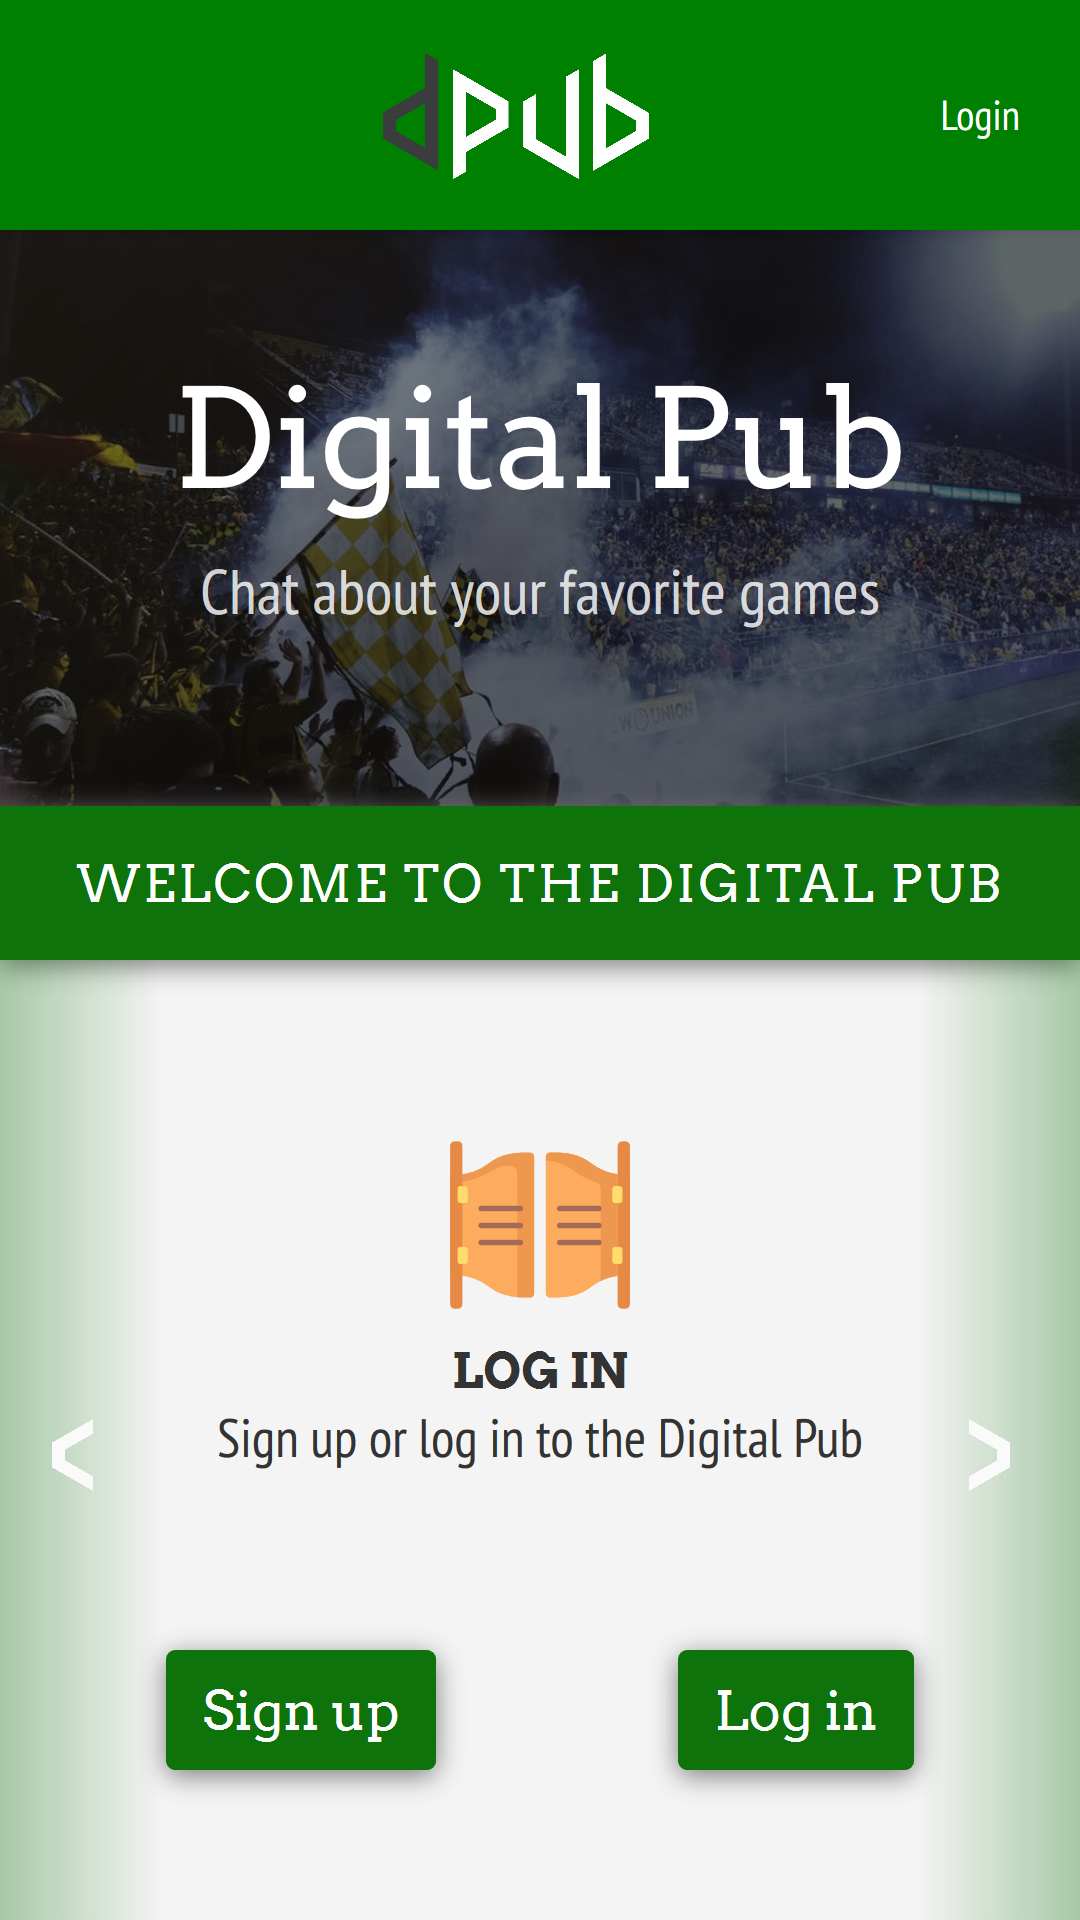 dpub
Login
Digital Pub
Chat about your favorite games
UNION
WELCOME TO THE DIGITAL PUB
LOG IN
Sign up or log in to the Digital Pub
<
>
Sign up
Log in